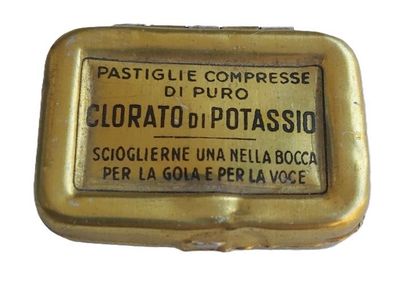 PASTIGLIE COMPRESSE
DI PURO
CLORATO DI POTASSIO
SCIOGLIERNE UNA NELLA BOCCA
PER LA GOLA E PER LA VOCE